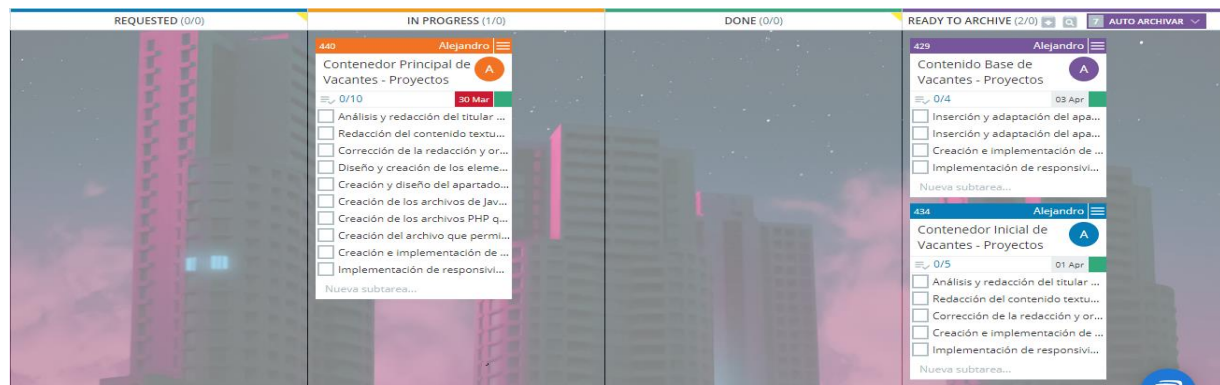 REQUESTED (0/0)
IN PROGRESS (1/0)
DONE (0/0)
READY TO ARCHIVE (2/0)
7 AUTO ARCHIVAR
440 Alejandro
Contenedor Principal de
Vacantes - Proyectos
A
0/10 30 Mar
Análisis y redacción del titular ...
Redacción del contenido textu...
Corrección de la redacción y or...
Diseño y creación de los eleme...
Creación y diseño del apartado...
Creación de los archivos de Jav...
Creación de los archivos PHP q...
Creación del archivo que permi...
Creación e implementación de ...
Implementación de responsivi...
Nueva subtarea...
429 Alejandro
Contenido Base de
Vacantes - Proyectos
A
0/4 03 Apr
Inserción y adaptación del apa...
Inserción y adaptación del apa...
Creación e implementación de ...
Implementación de responsivi...
Nueva subtarea...
434 Alejandro
Contenedor Inicial de
Vacantes - Proyectos
A
0/5 01 Apr
Análisis y redacción del titular ...
Redacción del contenido textu...
Corrección de la redacción y or...
Creación e implementación de ...
Implementación de responsivi...
Nueva subtarea...